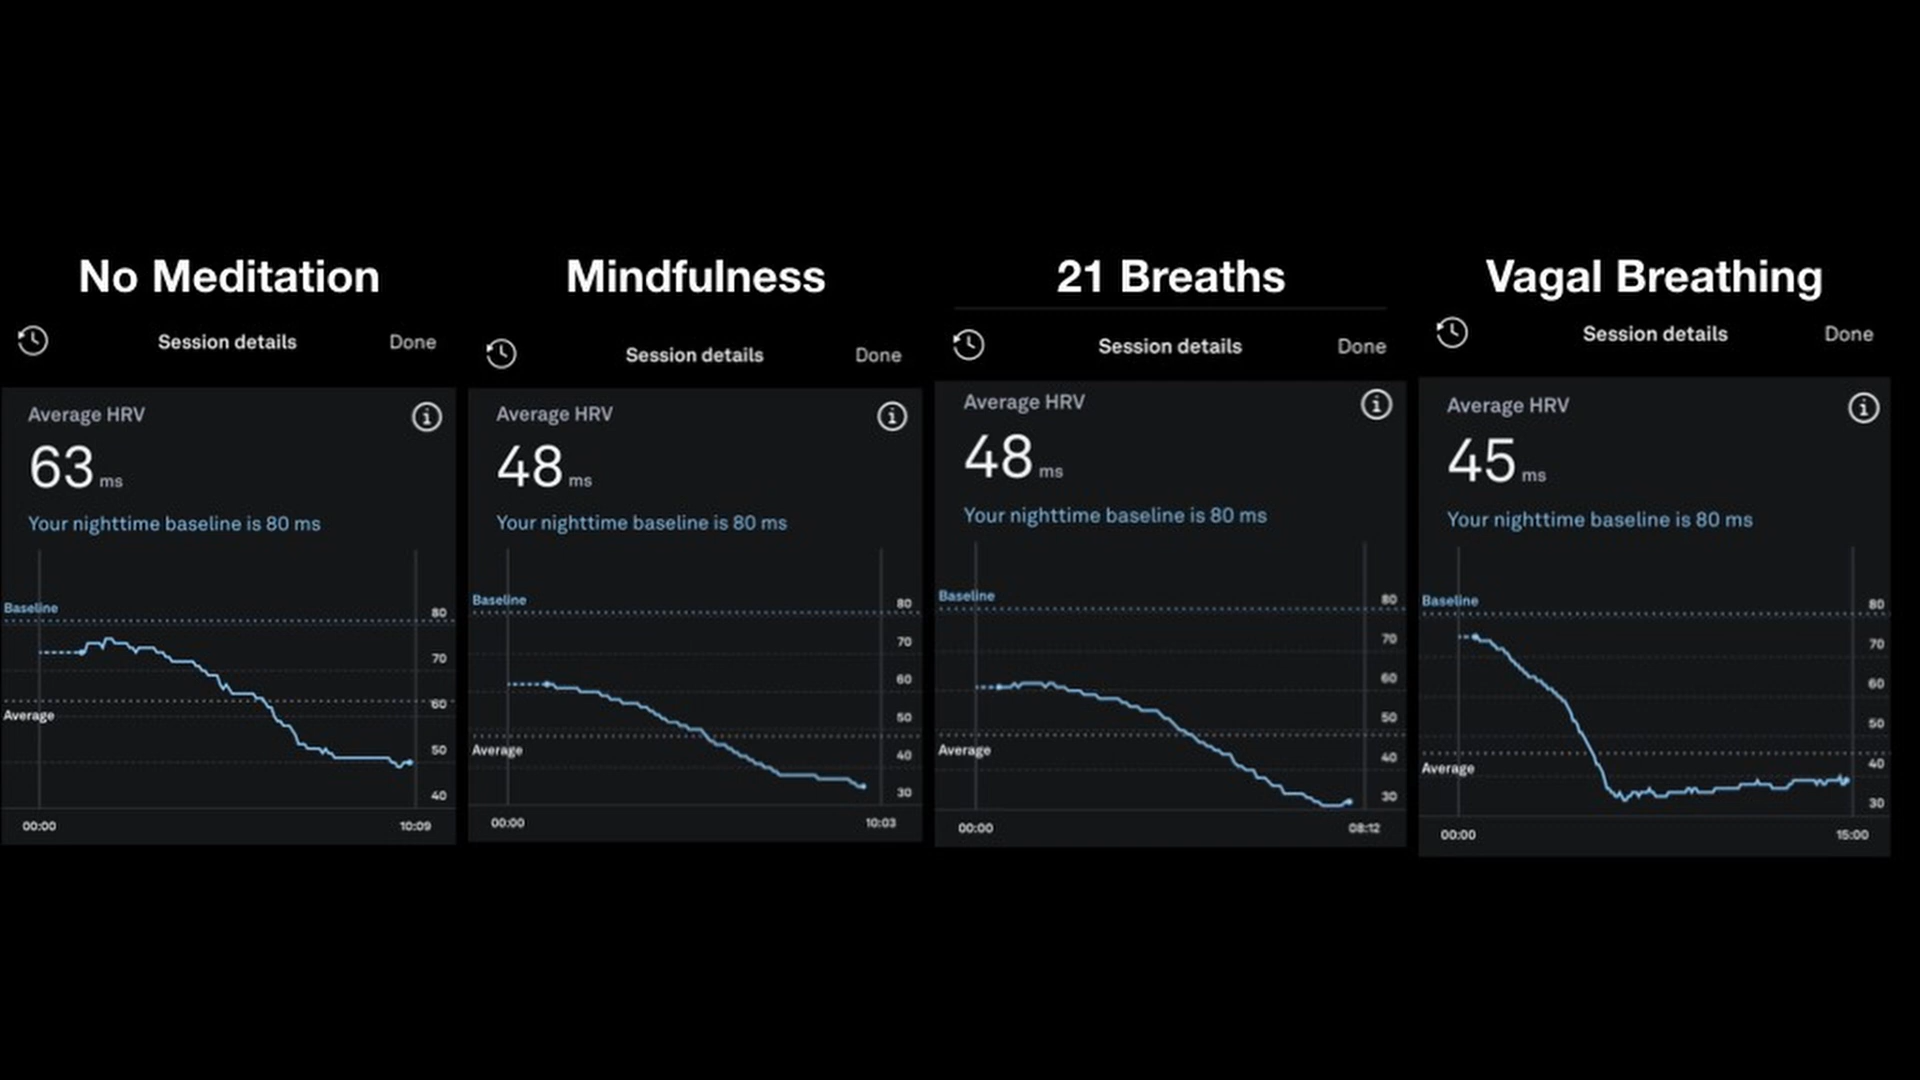 No Meditation
Session details
Done
Average HRV
63 ms
Your nighttime baseline is 80 ms
Baseline
80
70
60
Average
50
40
00:00
10:09
Mindfulness
Session details
Done
Average HRV
48 ms
Your nighttime baseline is 80 ms
Baseline
80
70
60
50
Average
40
30
00:00
10:03
21 Breaths
Session details
Done
Average HRV
48 ms
Your nighttime baseline is 80 ms
Baseline
80
70
60
50
Average
40
30
00:00
08:12
Vagal Breathing
Session details
Done
Average HRV
45 ms
Your nighttime baseline is 80 ms
Baseline
80
70
60
50
40
Average
30
00:00
15:00